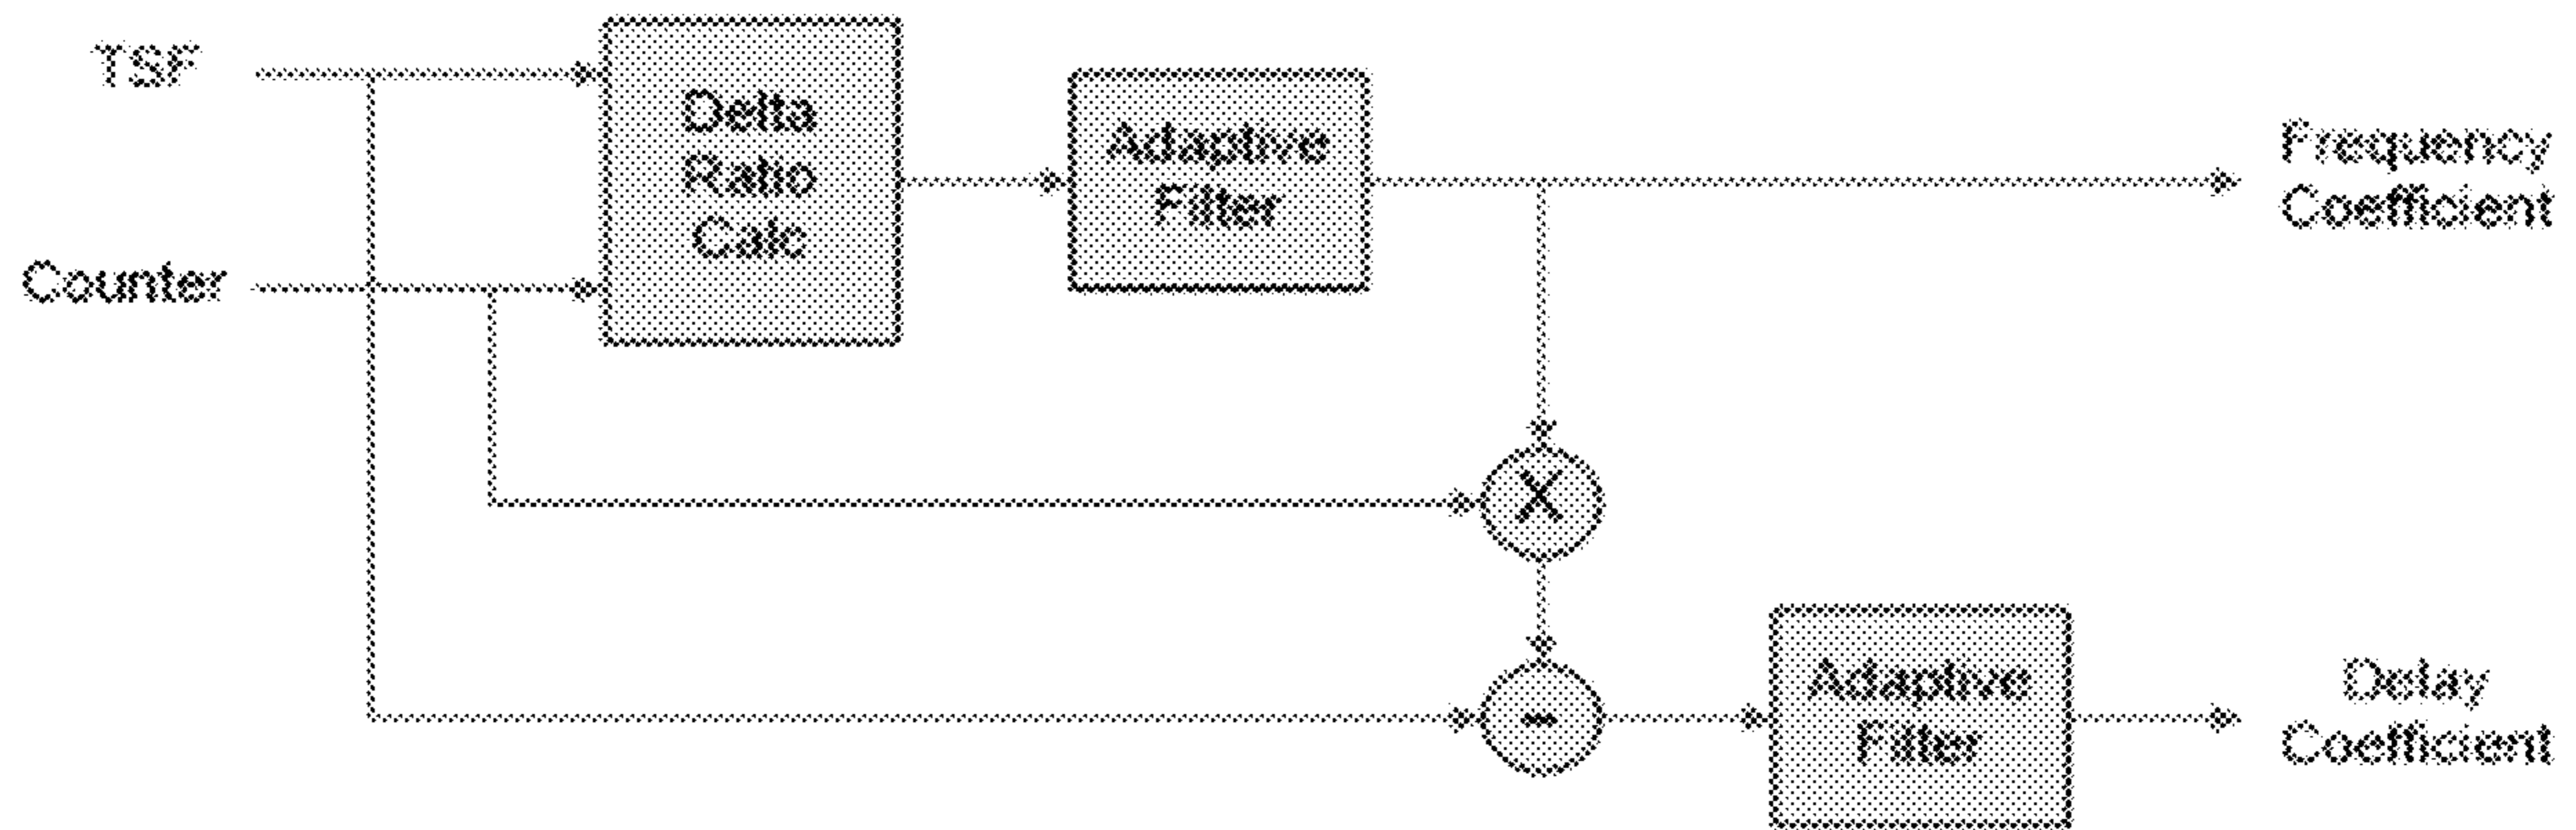 TSF
Delta
Ratio
Calc
Adaptive
Filter
Frequency
Coefficient
Counter
X
-
Adaptive
Filter
Delay
Coefficient